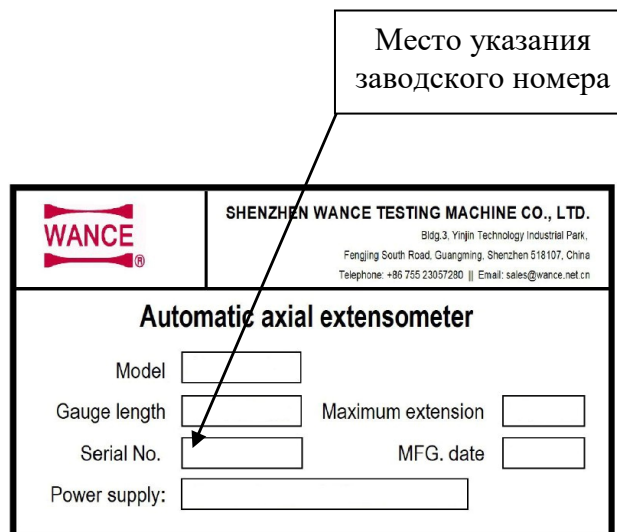 Место указания
заводского номера
WANCE
®
SHENZHEN WANCE TESTING MACHINE CO., LTD.
Bldg.3, Yinjin Technology Industrial Park,
Fengjing South Road, Guangming, Shenzhen 518107, China
Telephone: +86 755 23057280 || Email: sales@wance.net.cn
Automatic axial extensometer
Model
Gauge length Maximum extension
Serial No. MFG. date
Power supply: